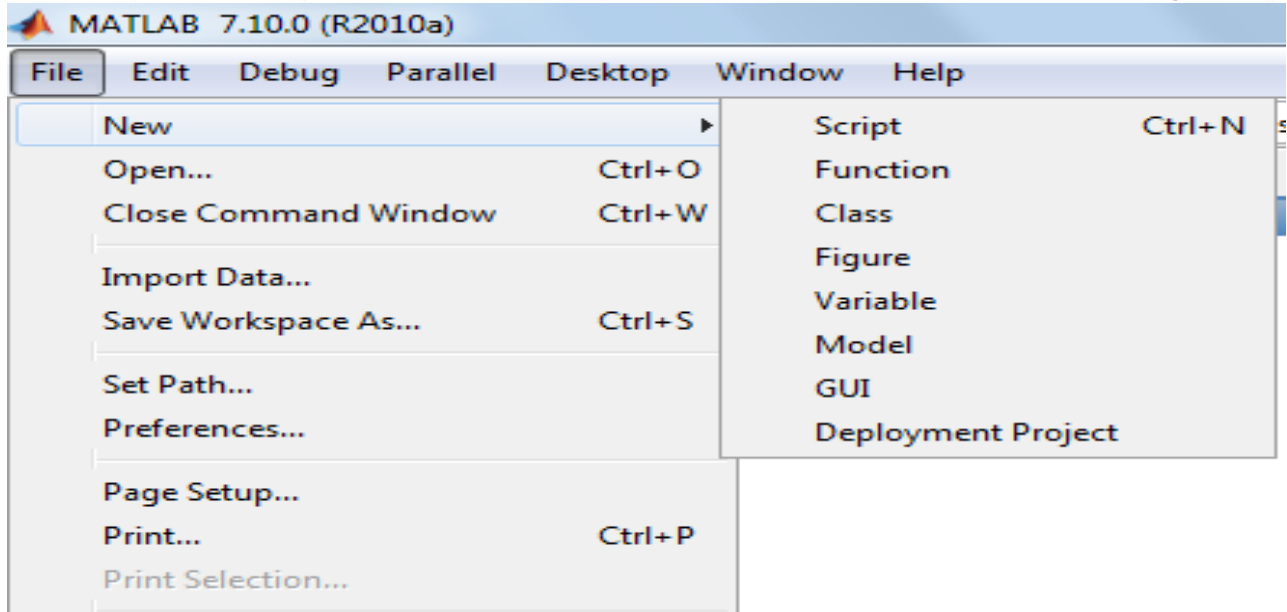 MATLAB 7.10.0 (R2010a)
File Edit Debug Parallel Desktop Window Help
New
Open... Ctrl+O
Close Command Window Ctrl+W
Import Data...
Save Workspace As... Ctrl+S
Set Path...
Preferences...
Page Setup...
Print... Ctrl+P
Print Selection...
Script Ctrl+N
Function
Class
Figure
Variable
Model
GUI
Deployment Project